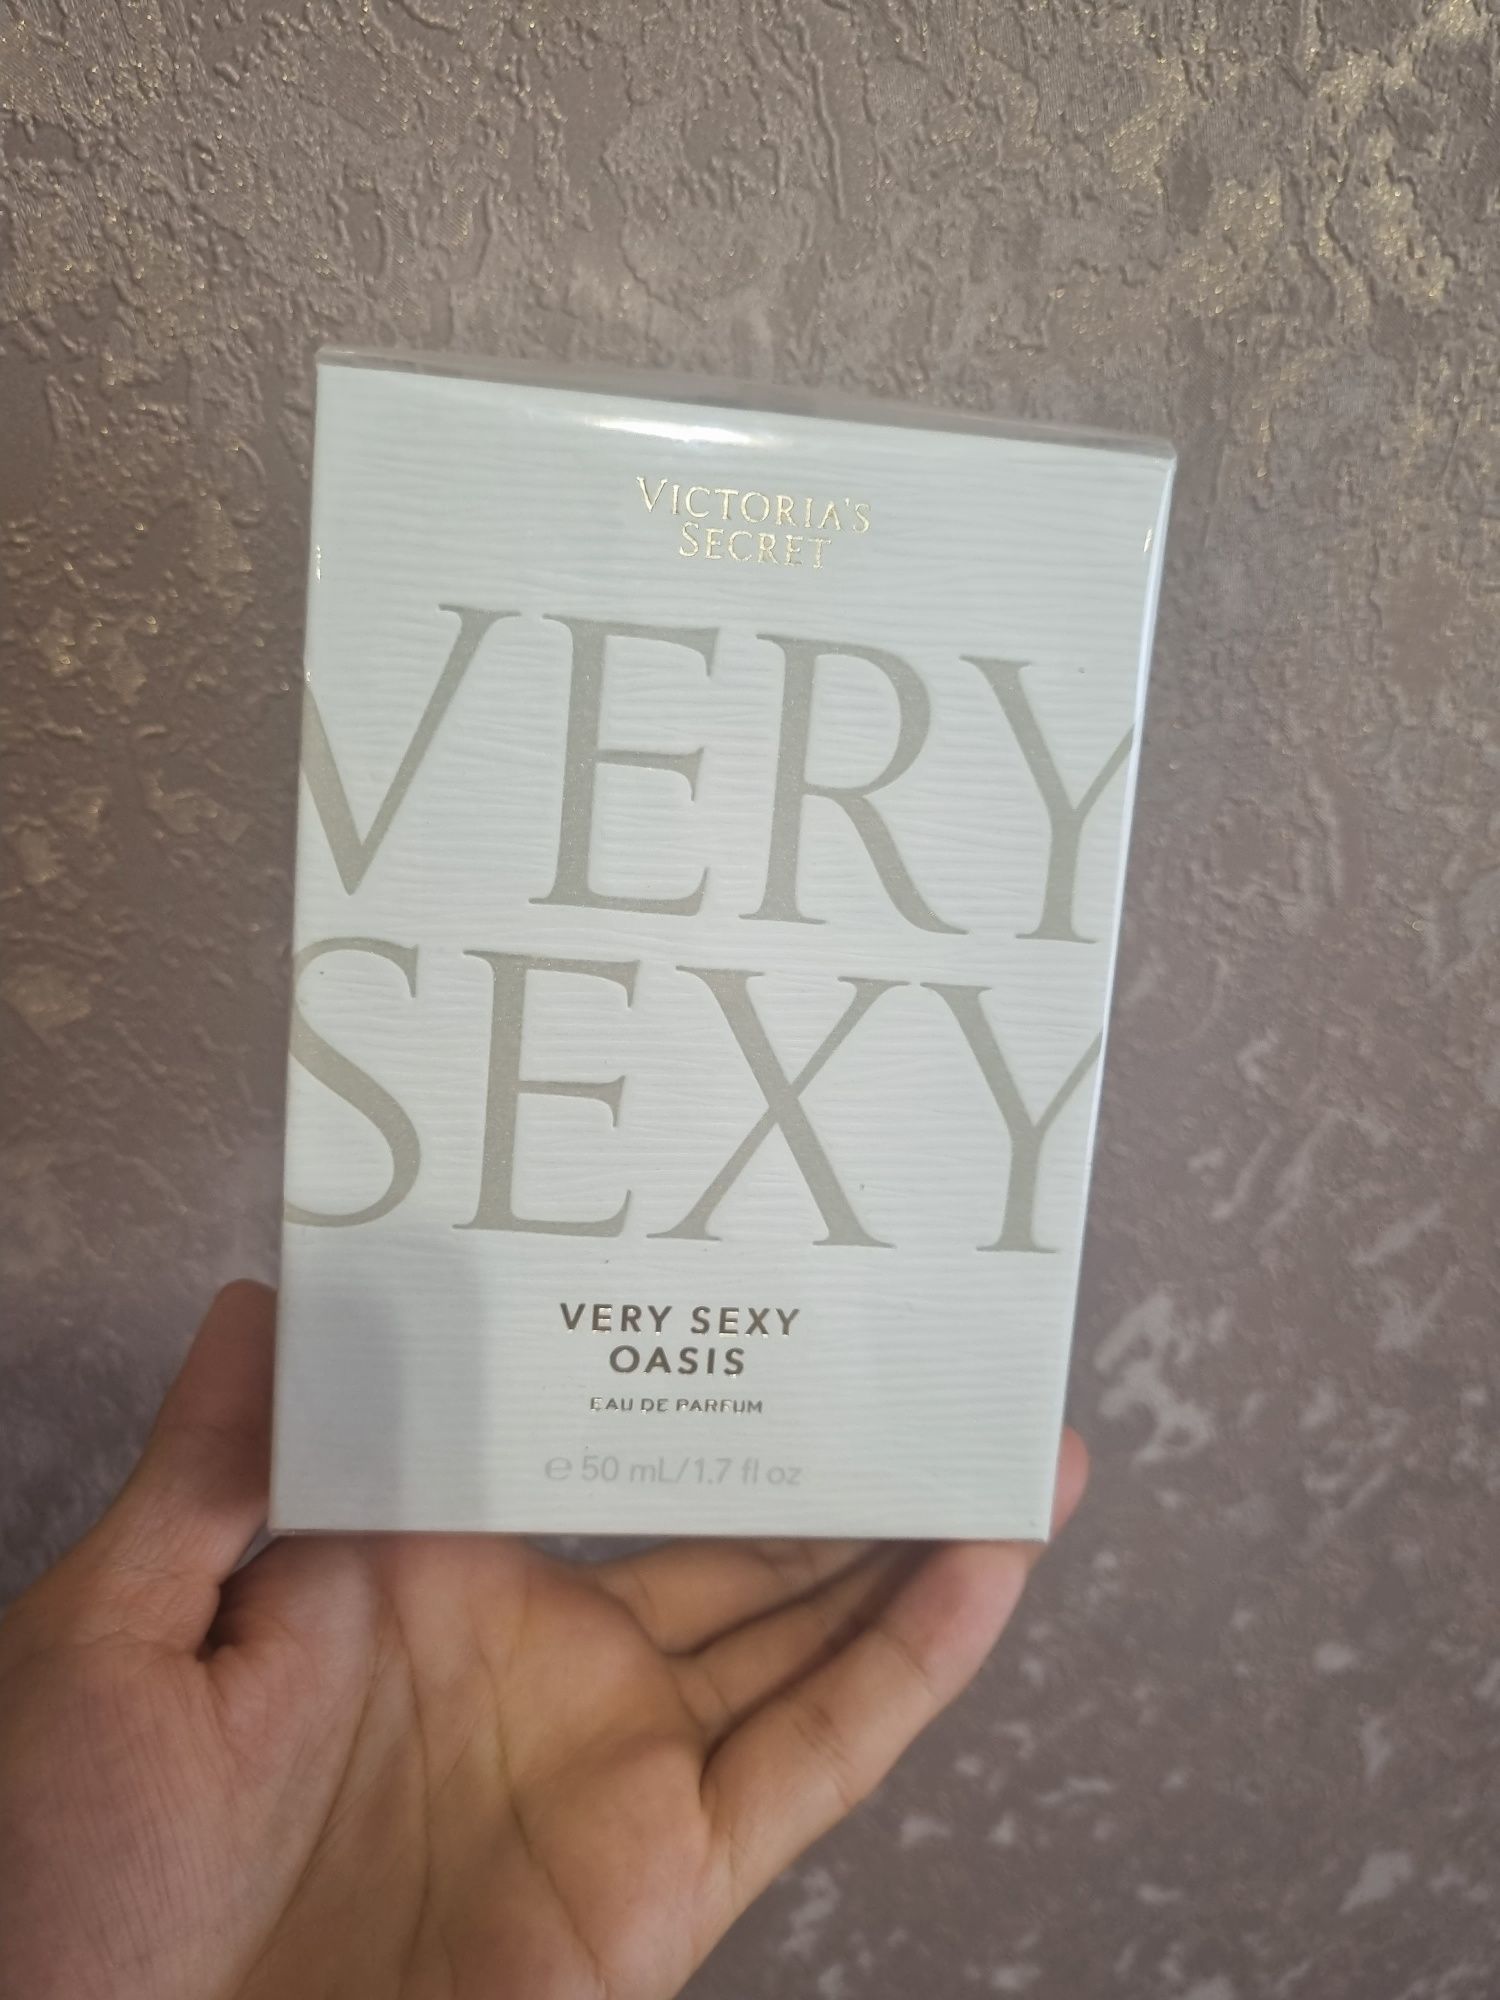 VICTORIA'S
SECRET
VERY
SEXY
VERY SEXY
OASIS
EAU DE PARFUM
℮ 50 mL/1.7 fl oz